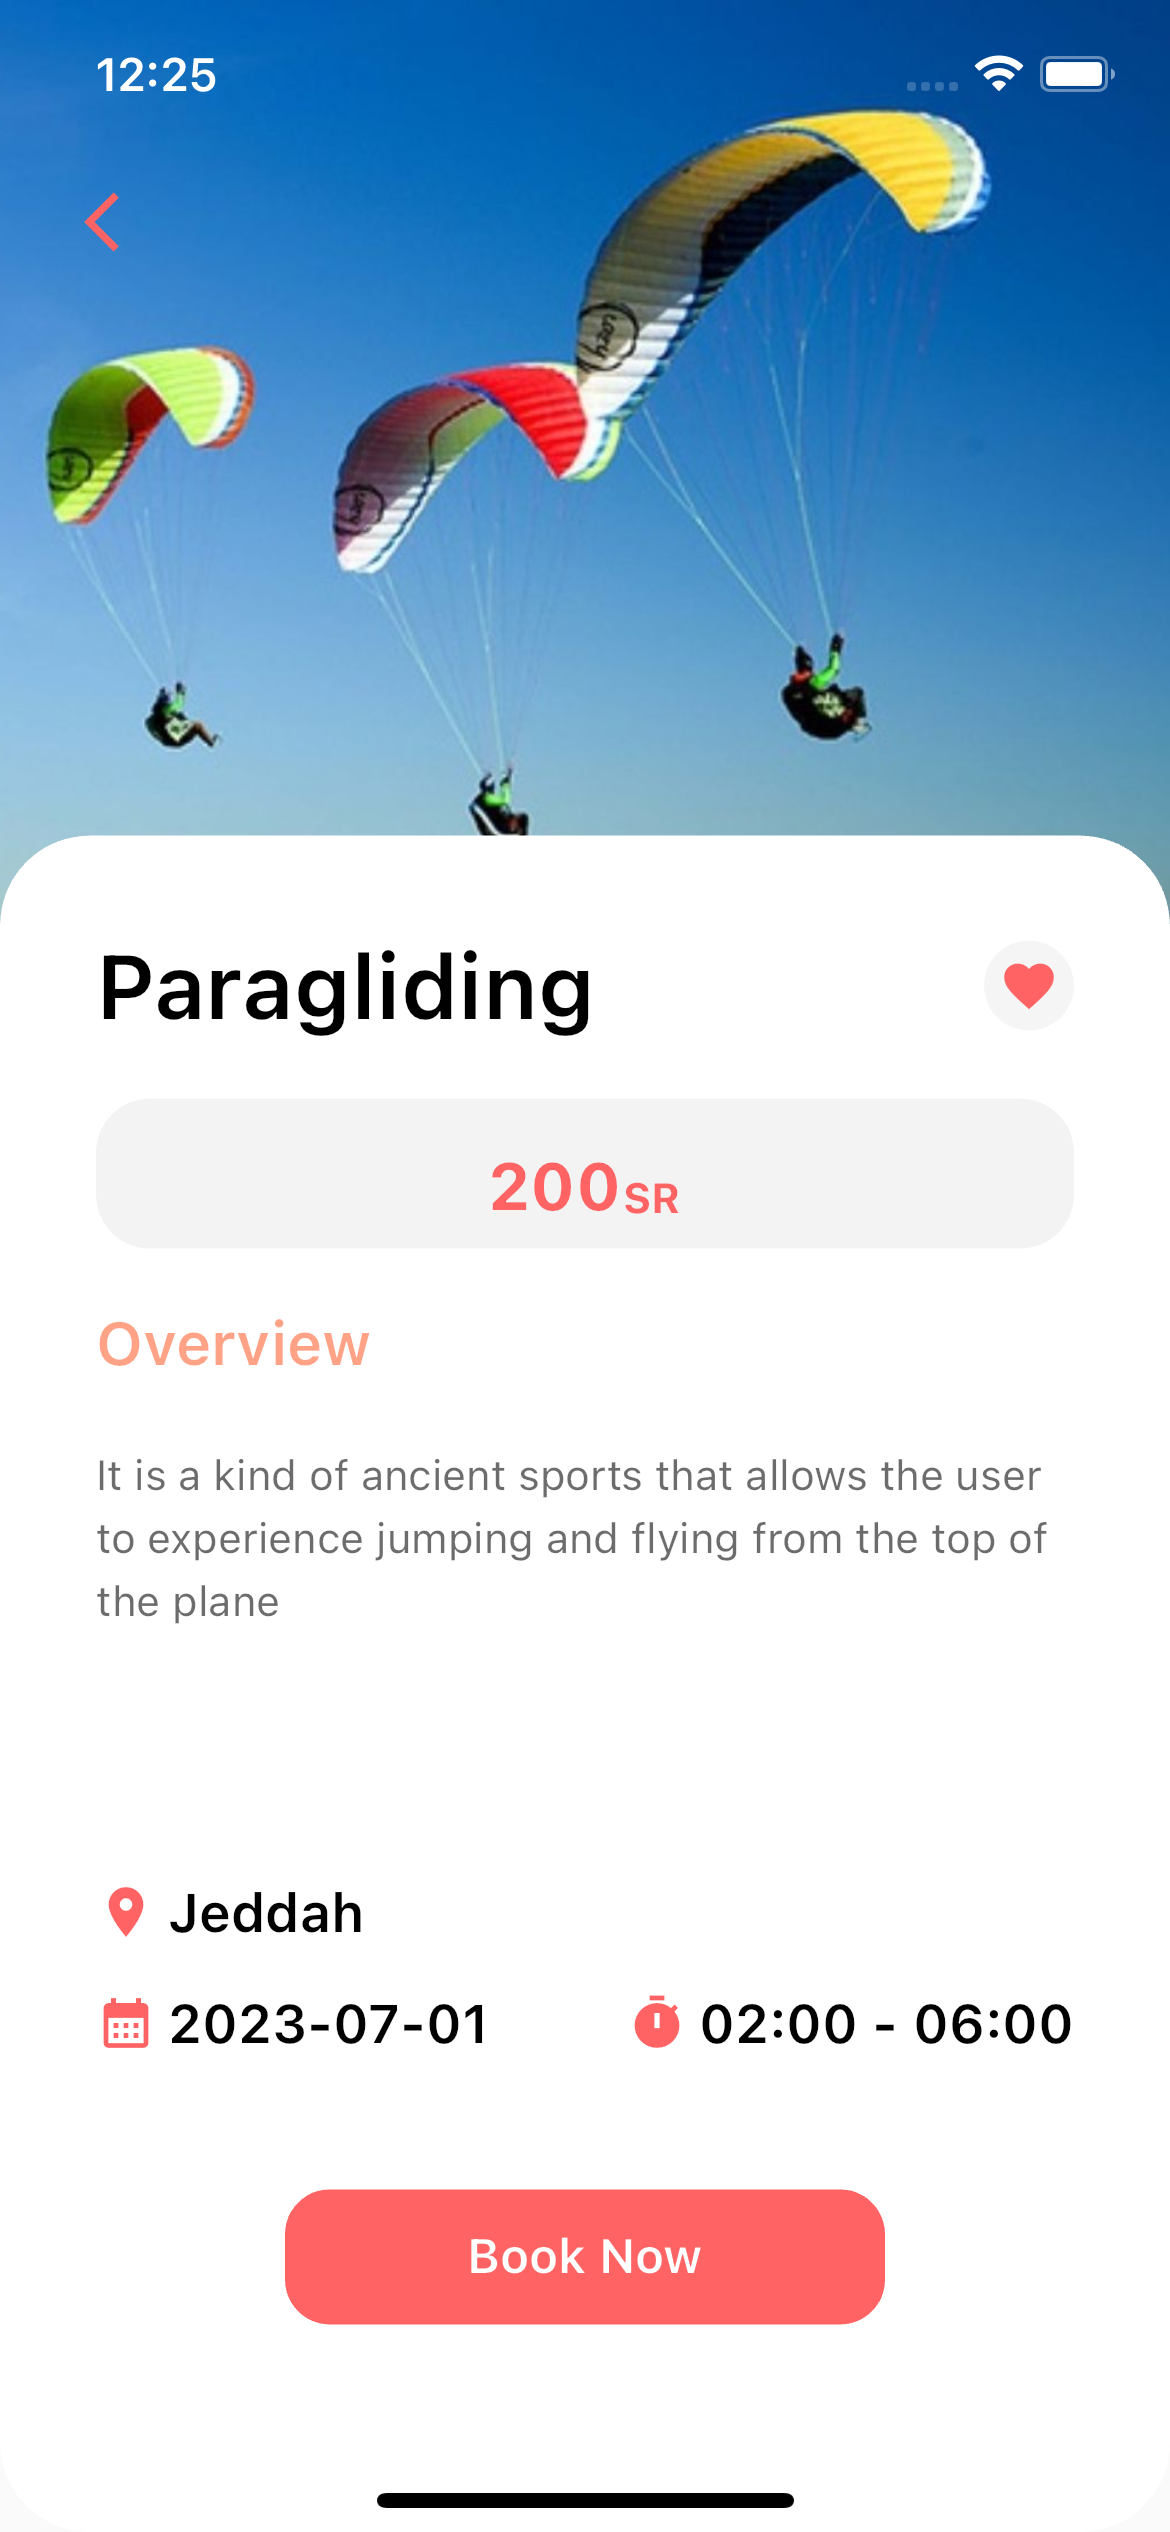 12:25
Paragliding
200SR
Overview
It is a kind of ancient sports that allows the user
to experience jumping and flying from the top of
the plane
Jeddah
2023-07-01
02:00 - 06:00
Book Now